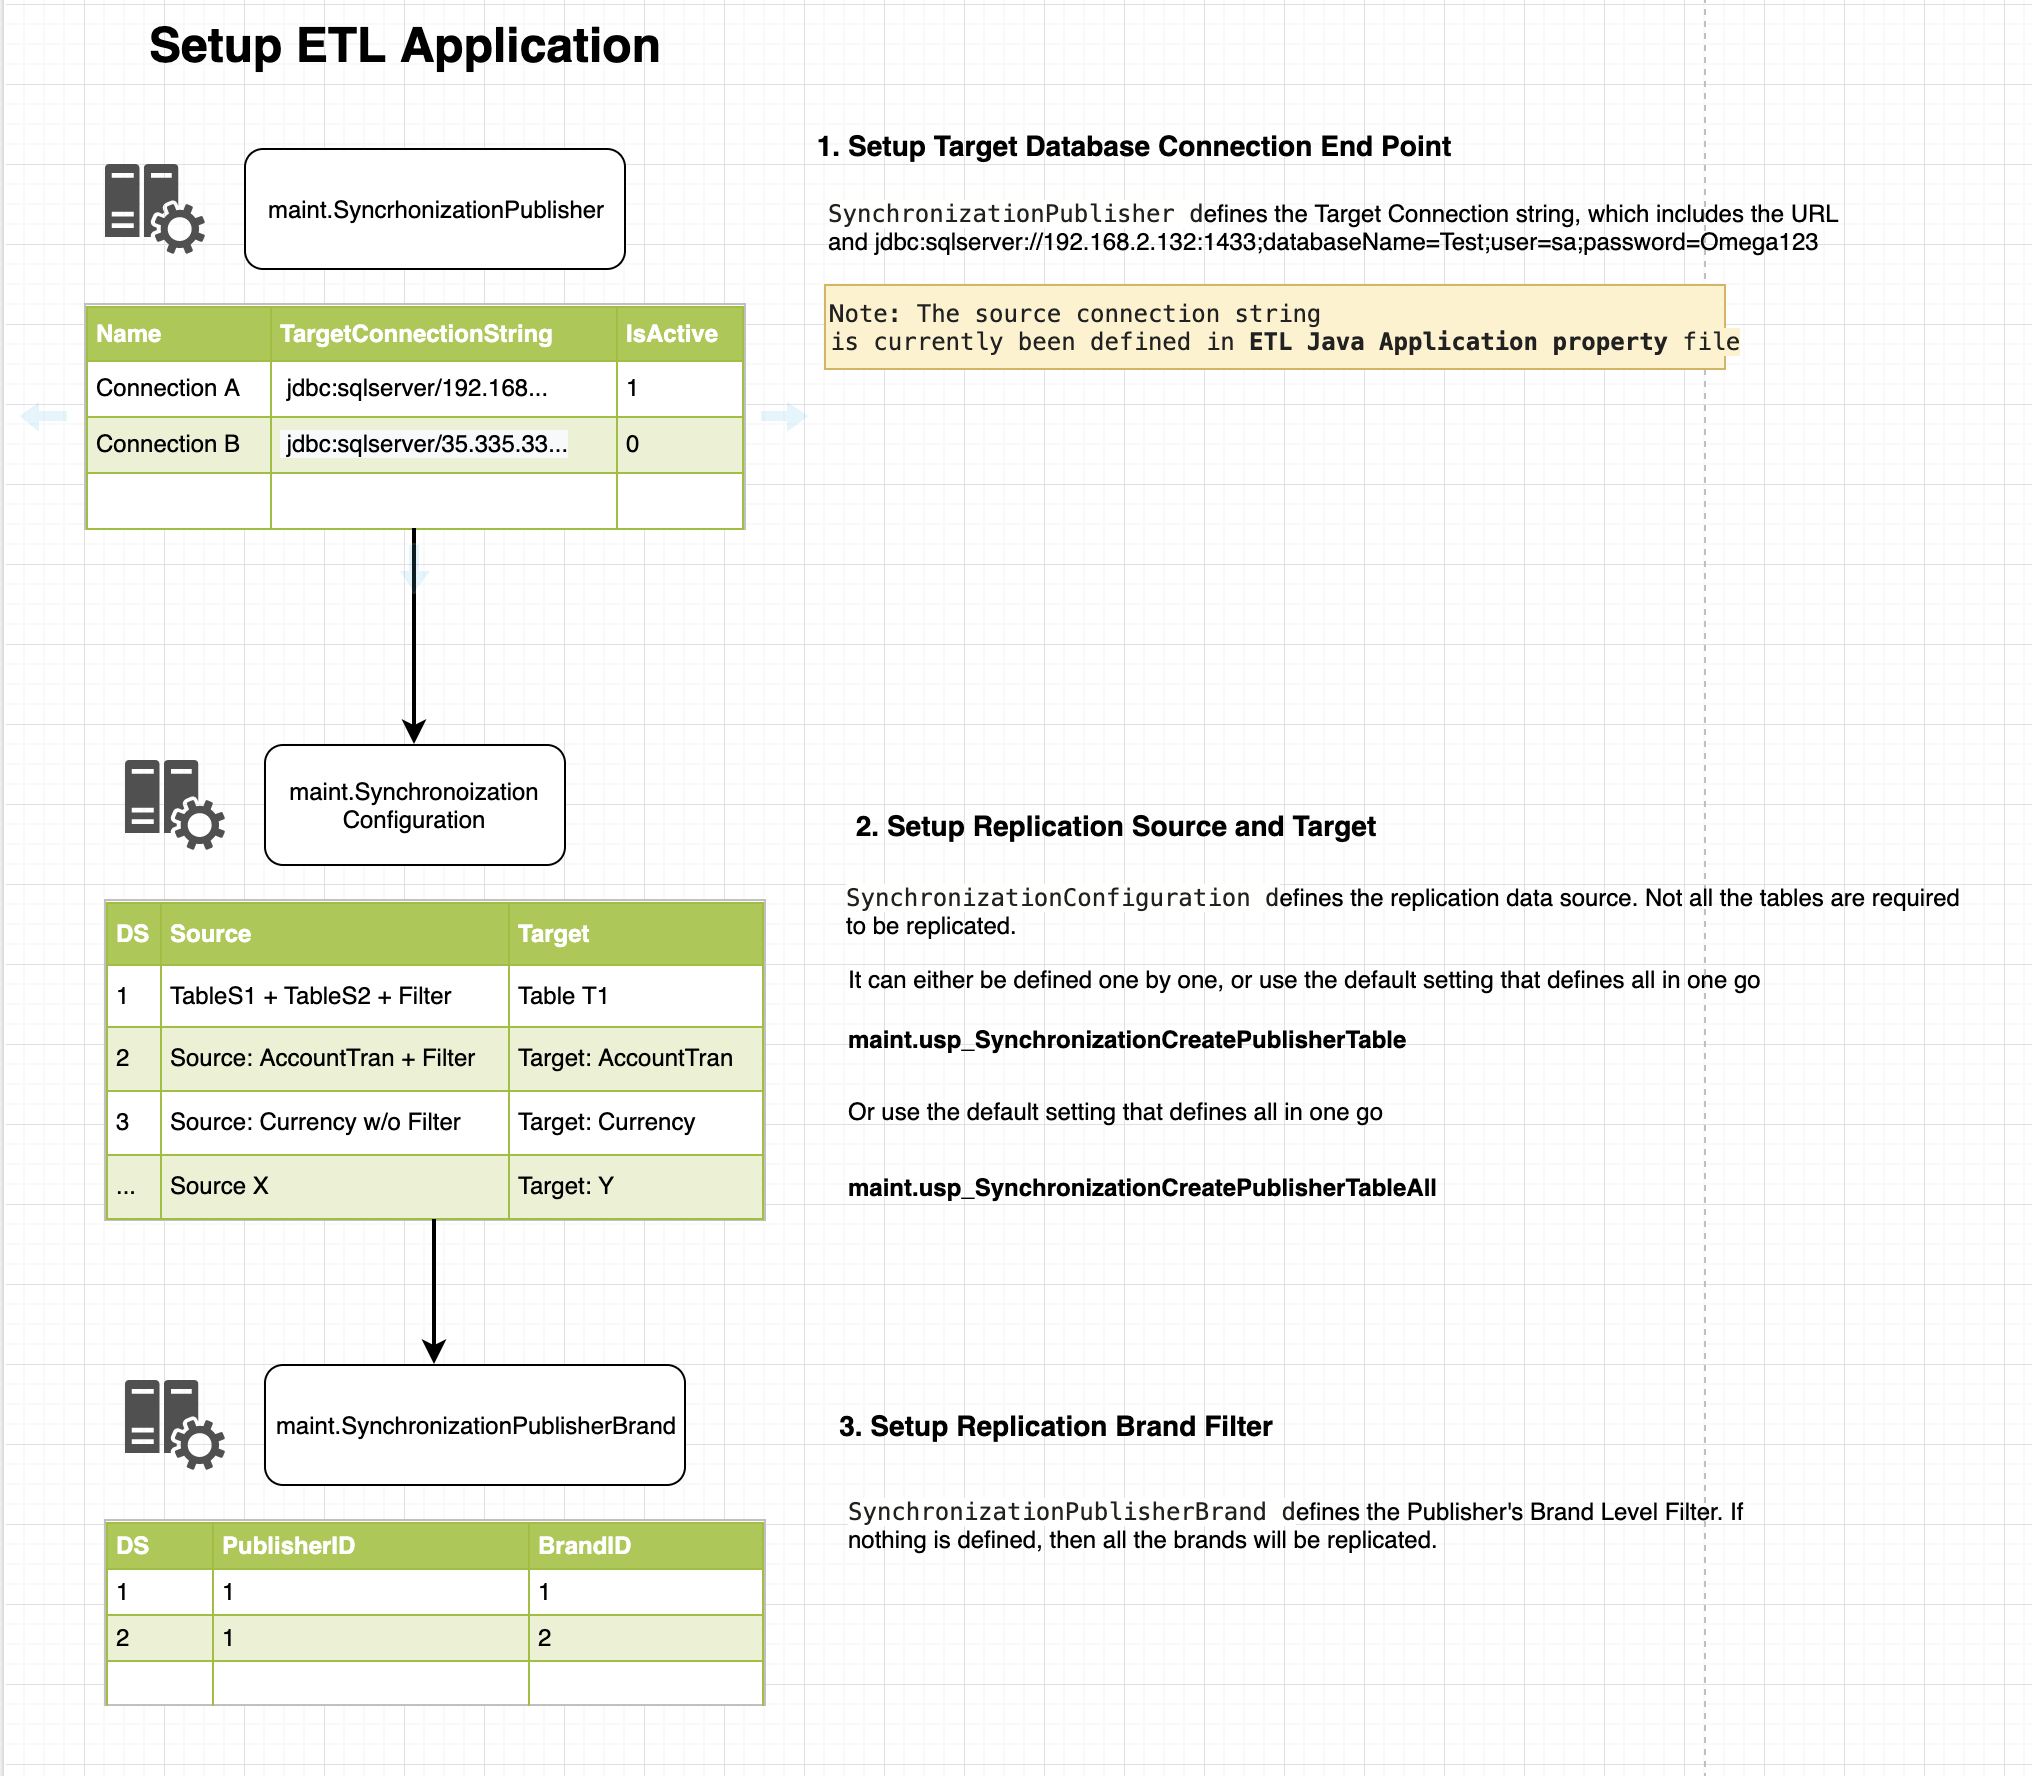 Setup ETL Application
maint.SyncrhonizationPublisher
Name TargetConnectionString IsActive
Connection A jdbc:sqlserver/192.168... 1
Connection B jdbc:sqlserver/35.335.33... 0
1. Setup Target Database Connection End Point
SynchronizationPublisher defines the Target Connection string, which includes the URL
and jdbc:sqlserver://192.168.2.132:1433;databaseName=Test;user=sa;password=Omega123
Note: The source connection string
is currently been defined in ETL Java Application property file
maint.Synchronoization
Configuration
DS Source Target
1 TableS1 + TableS2 + Filter Table T1
2 Source: AccountTran + Filter Target: AccountTran
3 Source: Currency w/o Filter Target: Currency
... Source X Target: Y
2. Setup Replication Source and Target
SynchronizationConfiguration defines the replication data source. Not all the tables are required
to be replicated.
It can either be defined one by one, or use the default setting that defines all in one go
maint.usp_SynchronizationCreatePublisherTable
Or use the default setting that defines all in one go
maint.usp_SynchronizationCreatePublisherTableAll
maint.SynchronizationPublisherBrand
DS PublisherID BrandID
1 1 1
2 1 2
3. Setup Replication Brand Filter
SynchronizationPublisherBrand defines the Publisher's Brand Level Filter. If
nothing is defined, then all the brands will be replicated.